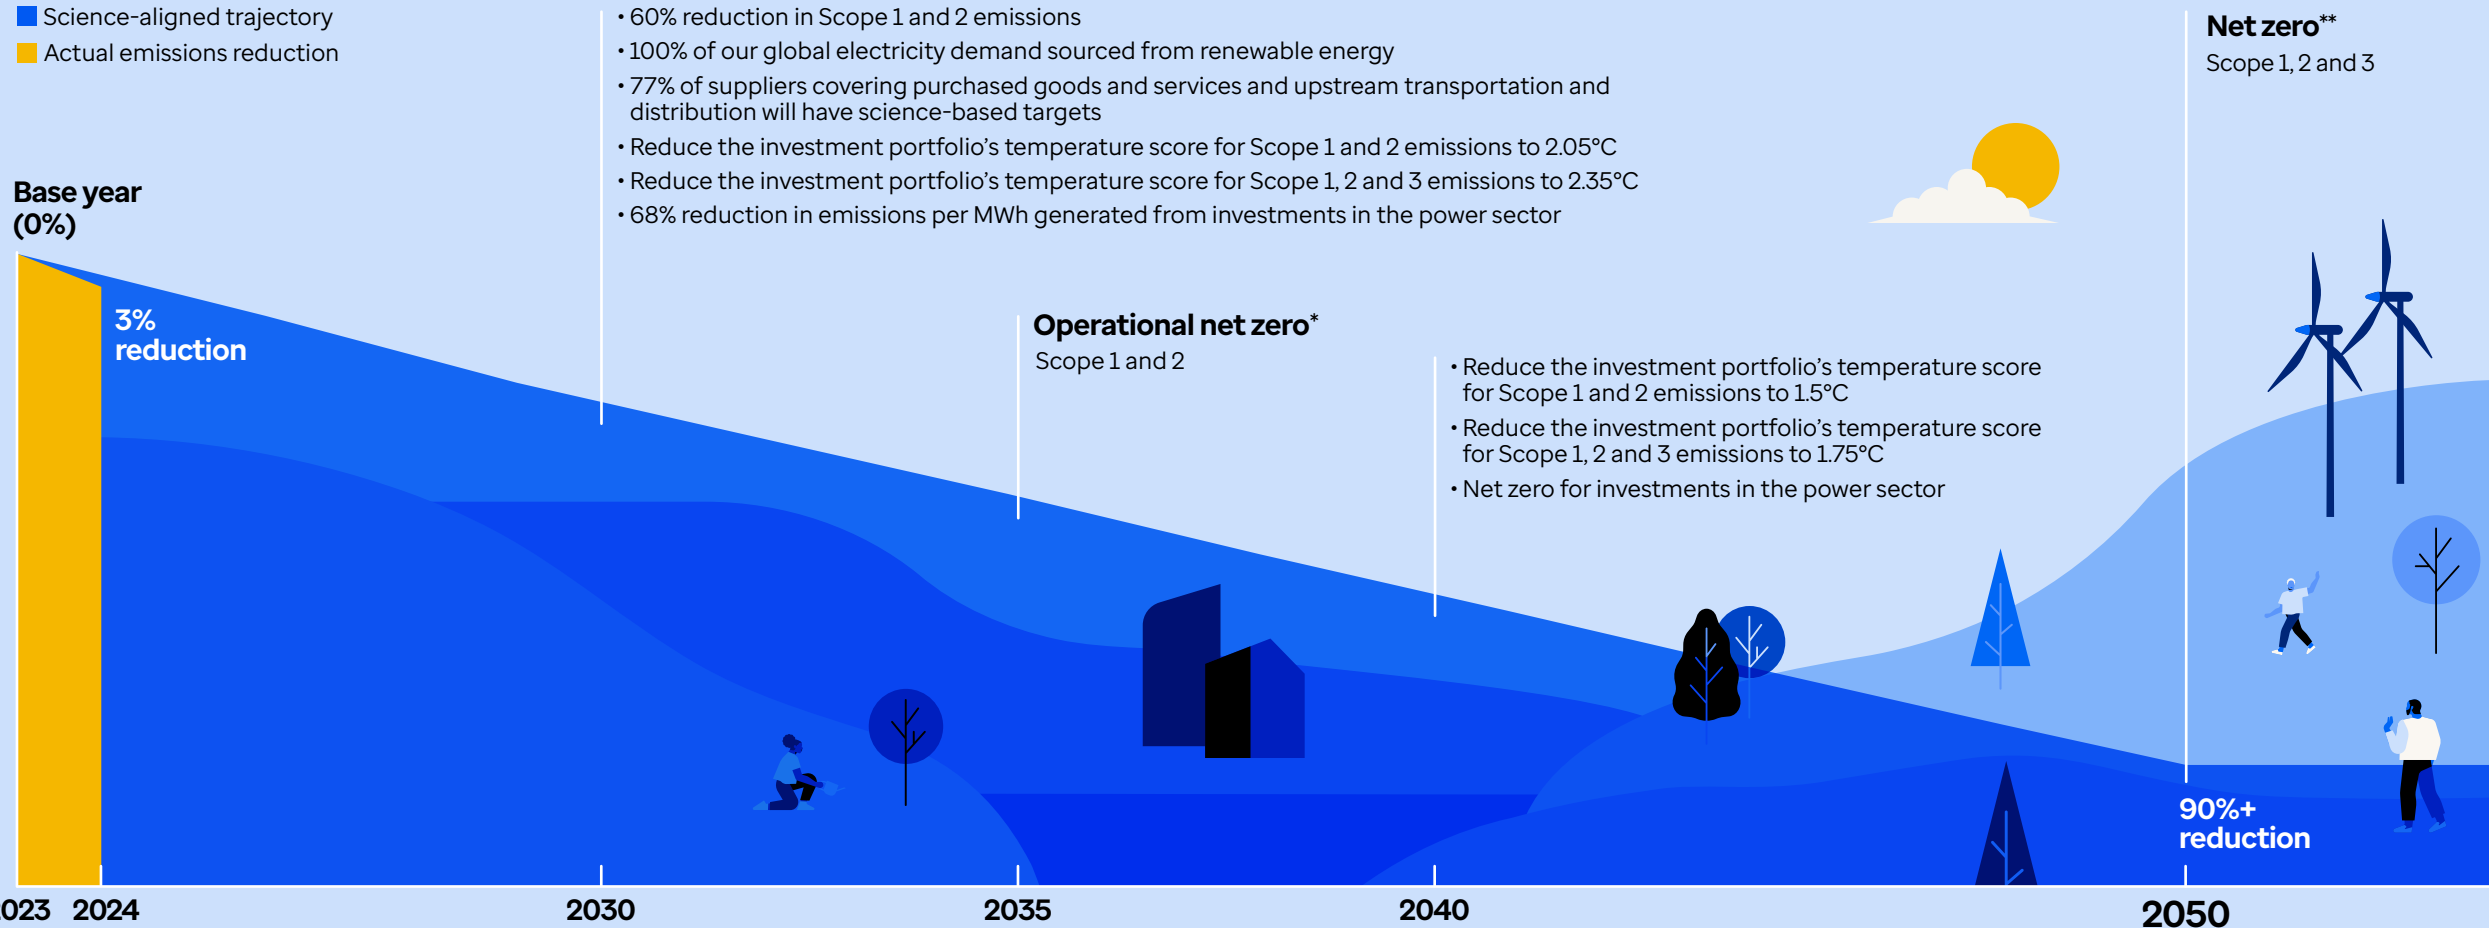 Science-aligned trajectory
Actual emissions reduction
• 60% reduction in Scope 1 and 2 emissions
• 100% of our global electricity demand sourced from renewable energy
• 77% of suppliers covering purchased goods and services and upstream transportation and
distribution will have science-based targets
• Reduce the investment portfolio’s temperature score for Scope 1 and 2 emissions to 2.05°C
• Reduce the investment portfolio’s temperature score for Scope 1, 2 and 3 emissions to 2.35°C
• 68% reduction in emissions per MWh generated from investments in the power sector
Net zero**
Scope 1, 2 and 3
Base year
(0%)
3%
reduction
Operational net zero*
Scope 1 and 2
• Reduce the investment portfolio’s temperature score
for Scope 1 and 2 emissions to 1.5°C
• Reduce the investment portfolio’s temperature score
for Scope 1, 2 and 3 emissions to 1.75°C
• Net zero for investments in the power sector
90%+
reduction
023 2024 2030 2035 2040 2050